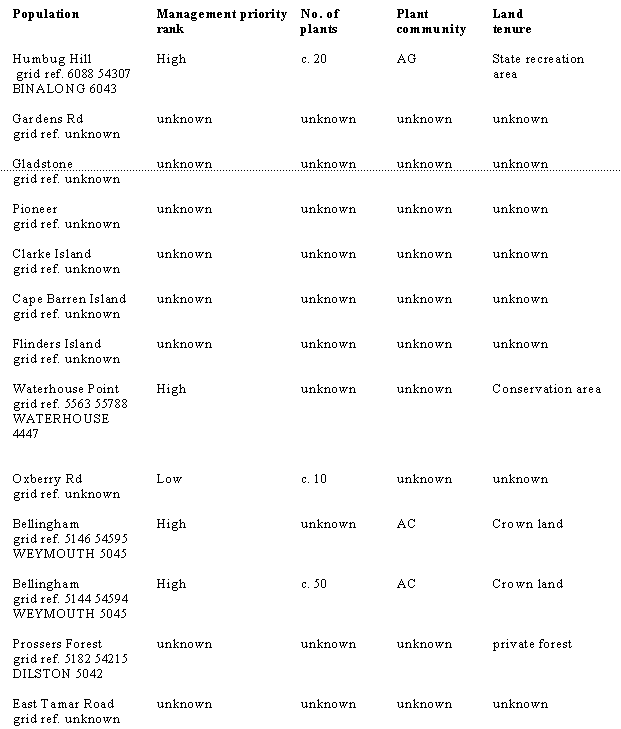 Population Management priority No. of Plant Land
rank plants community tenure
Humbug Hill High c. 20 AG State recreation
grid ref. 6088 54307 area
BINALONG 6043
Gardens Rd unknown unknown unknown unknown
grid ref. unknown
Gladstone unknown unknown unknown unknown
grid ref. unknown
Pioneer unknown unknown unknown unknown
grid ref. unknown
Clarke Island unknown unknown unknown unknown
grid ref. unknown
Cape Barren Island unknown unknown unknown unknown
grid ref. unknown
Flinders Island unknown unknown unknown unknown
grid ref. unknown
Waterhouse Point High unknown unknown Conservation area
grid ref. 5563 55788
WATERHOUSE
4447
Oxberry Rd Low c. 10 unknown unknown
grid ref. unknown
Bellingham High unknown AC Crown land
grid ref. 5146 54595
WEYMOUTH 5045
Bellingham High c. 50 AC Crown land
grid ref. 5144 54594
WEYMOUTH 5045
Prossers Forest unknown unknown unknown private forest
grid ref. 5182 54215
DILSTON 5042
East Tamar Road unknown unknown unknown unknown
grid ref. unknown